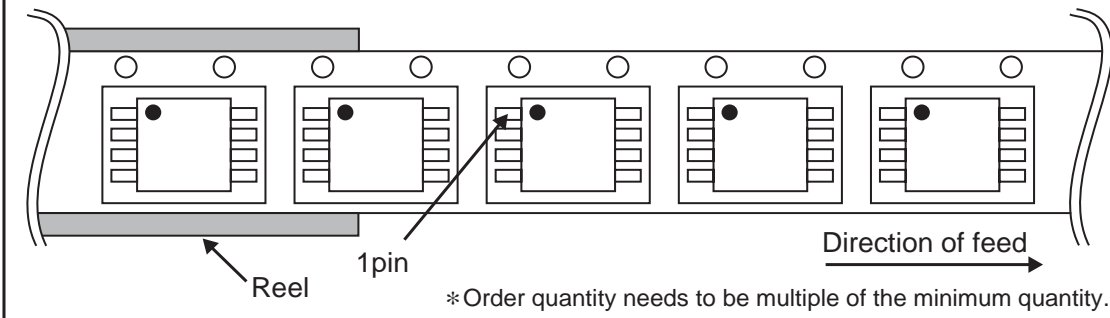 Direction of feed
1pin
Reel
*Order quantity needs to be multiple of the minimum quantity.